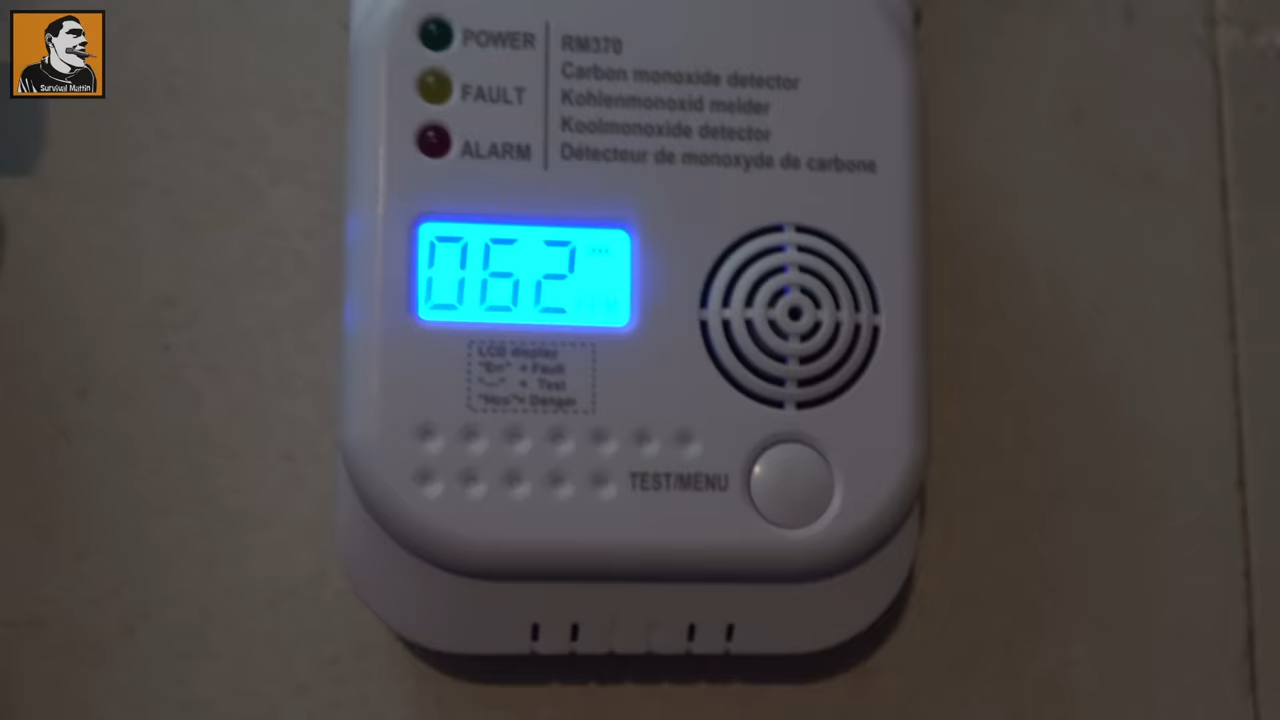 Survival Mattin
POWER
FAULT
ALARM
RM370
Carbon monoxide detector
Kohlenmonoxid melder
Koolmonoxide detector
Détecteur de monoxyde de carbone
062
LCD display
= Fault
"---" = Test
= Danger
TEST/MENU